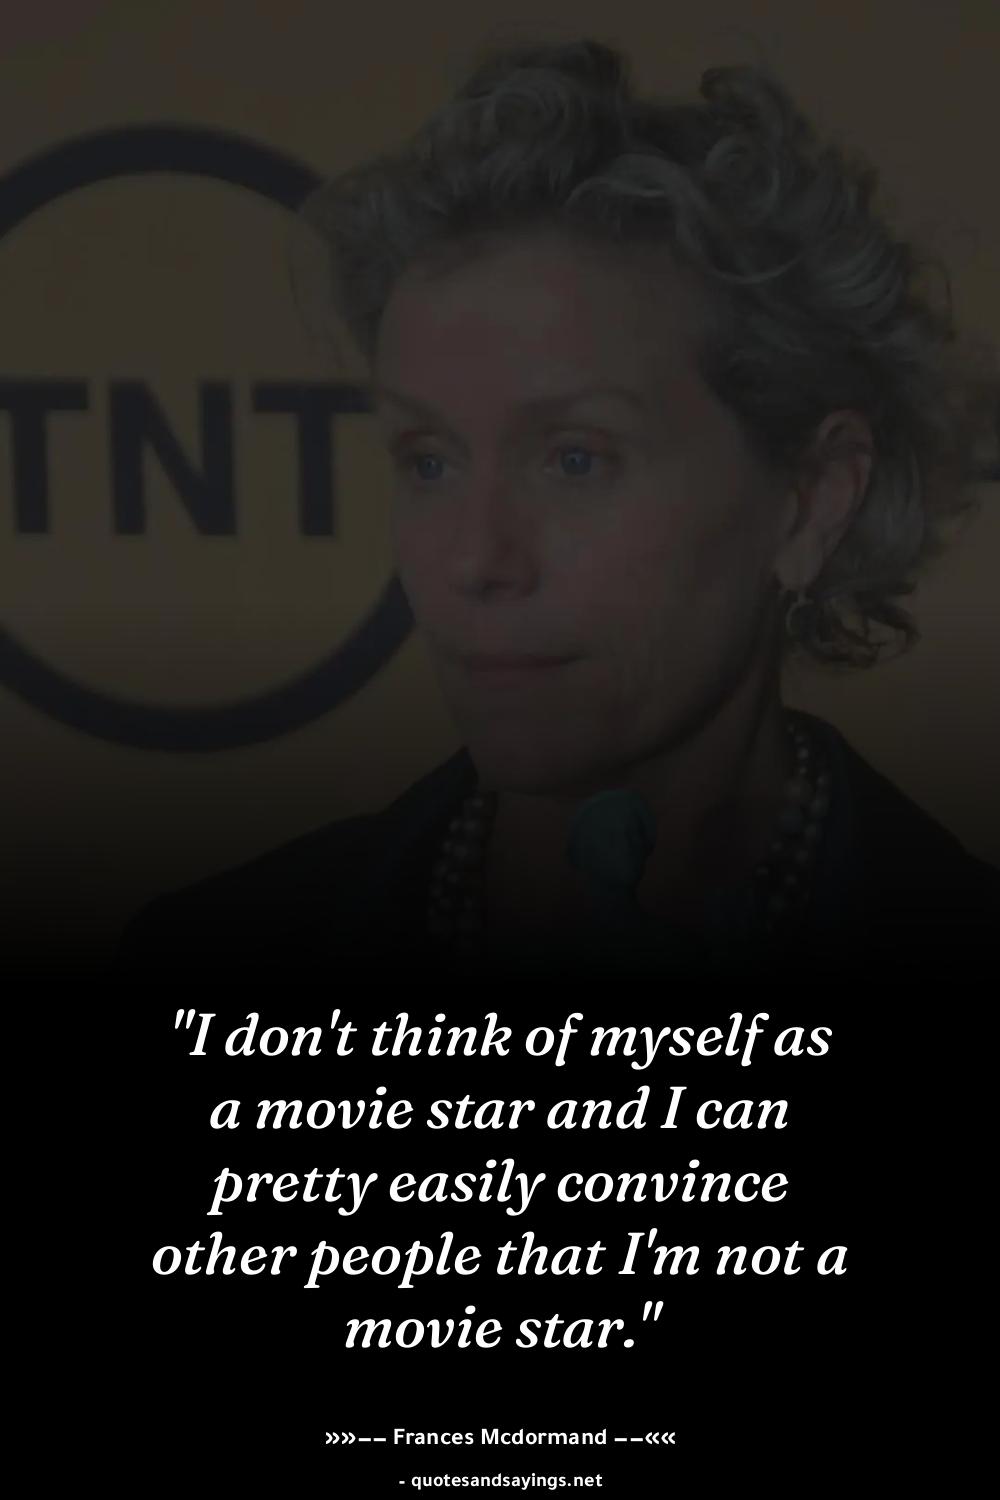 TNT
"I don't think of myself as
a movie star and I can
pretty easily convince
other people that I'm not a
movie star."
»»–– Frances Mcdormand ––««
- quotesandsayings.net